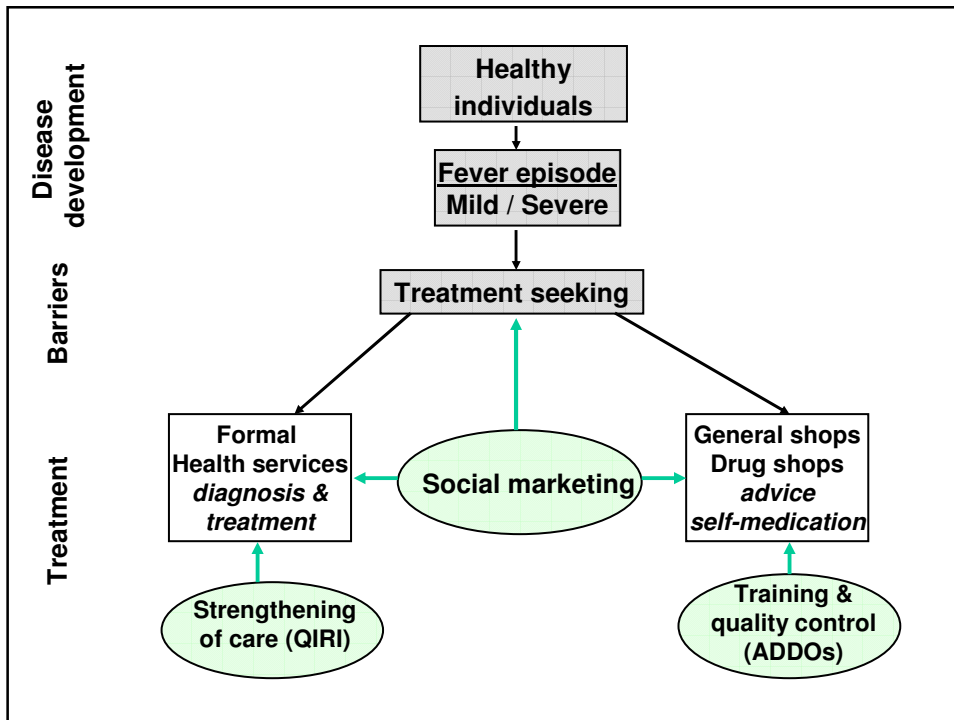 Disease
development
Healthy
individuals
Fever episode
Mild / Severe
Barriers
Treatment seeking
Treatment
Formal
Health services
diagnosis &
treatment
Social marketing
General shops
Drug shops
advice
self-medication
Strengthening
of care (QIRI)
Training &
quality control
(ADDOs)